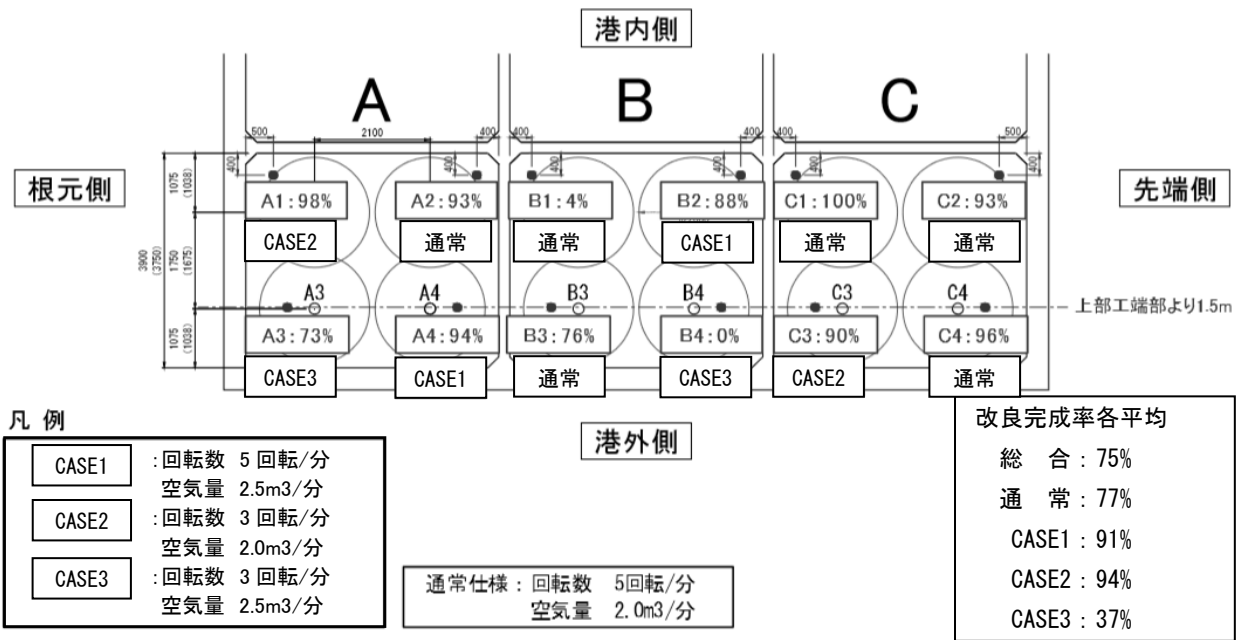 港内側
A
B
C
500
2100
400
400
400
400
500
400
400
400
400
400
根元側
先端側
1075
(1038)
3900
(3750)
1750
(1675)
1075
(1038)
A1:98%
A2:93%
B1:4%
B2:88%
C1:100%
C2:93%
CASE2
通常
通常
CASE1
通常
通常
A3
A4
B3
B4
C3
C4
上部工端部より1.5m
A3:73%
A4:94%
B3:76%
B4:0%
C3:90%
C4:96%
CASE3
CASE1
通常
CASE3
CASE2
通常
港外側
凡 例
CASE1 :回転数 5 回転/分
空気量 2.5m3/分
CASE2 :回転数 3 回転/分
空気量 2.0m3/分
CASE3 :回転数 3 回転/分
空気量 2.5m3/分
通常仕様:回転数 5回転/分
空気量 2.0m3/分
改良完成率各平均
総 合:75%
通 常:77%
CASE1:91%
CASE2:94%
CASE3:37%